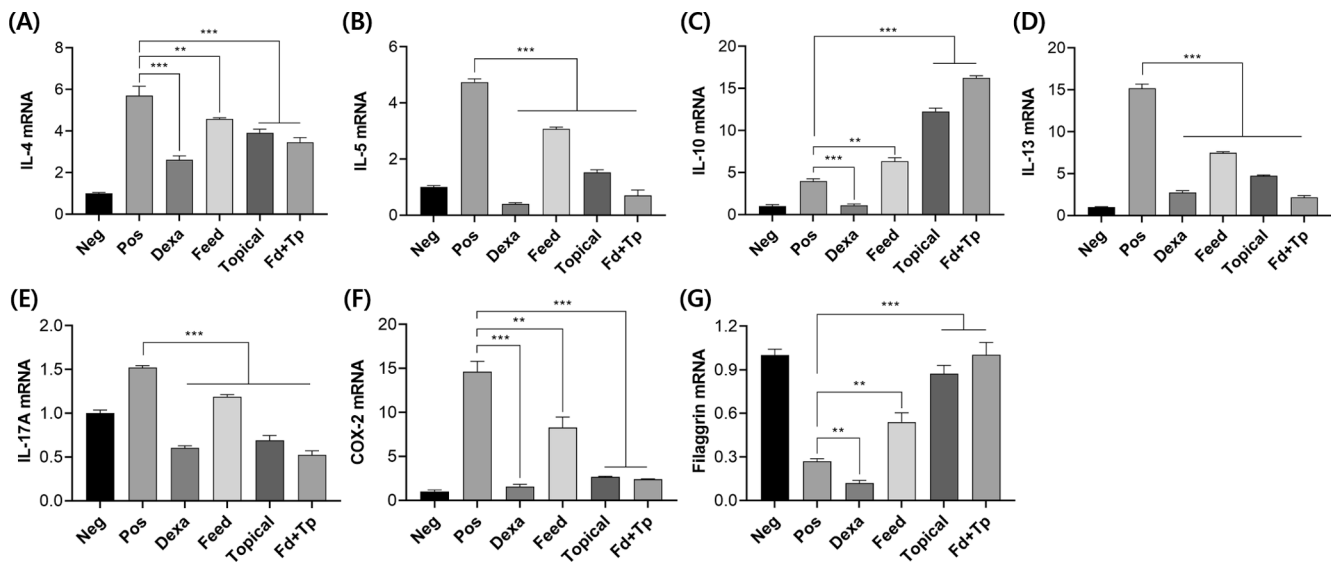 (A)
IL-4 mRNA
8
6
4
2
0
***
**
***
Neg
Pos
Dexa
Feed
Topical
Fd+Tp
(B)
IL-5 mRNA
6
4
2
0
***
Neg
Pos
Dexa
Feed
Topical
Fd+Tp
(C)
IL-10 mRNA
20
15
10
5
0
***
**
***
Neg
Pos
Dexa
Feed
Topical
Fd+Tp
(D)
IL-13 mRNA
20
15
10
5
0
***
Neg
Pos
Dexa
Feed
Topical
Fd+Tp
(E)
IL-17A mRNA
2.0
1.5
1.0
0.5
0.0
***
Neg
Pos
Dexa
Feed
Topical
Fd+Tp
(F)
COX-2 mRNA
20
15
10
5
0
***
**
***
Neg
Pos
Dexa
Feed
Topical
Fd+Tp
(G)
Filaggrin mRNA
1.2
0.9
0.6
0.3
0.0
***
**
**
Neg
Pos
Dexa
Feed
Topical
Fd+Tp